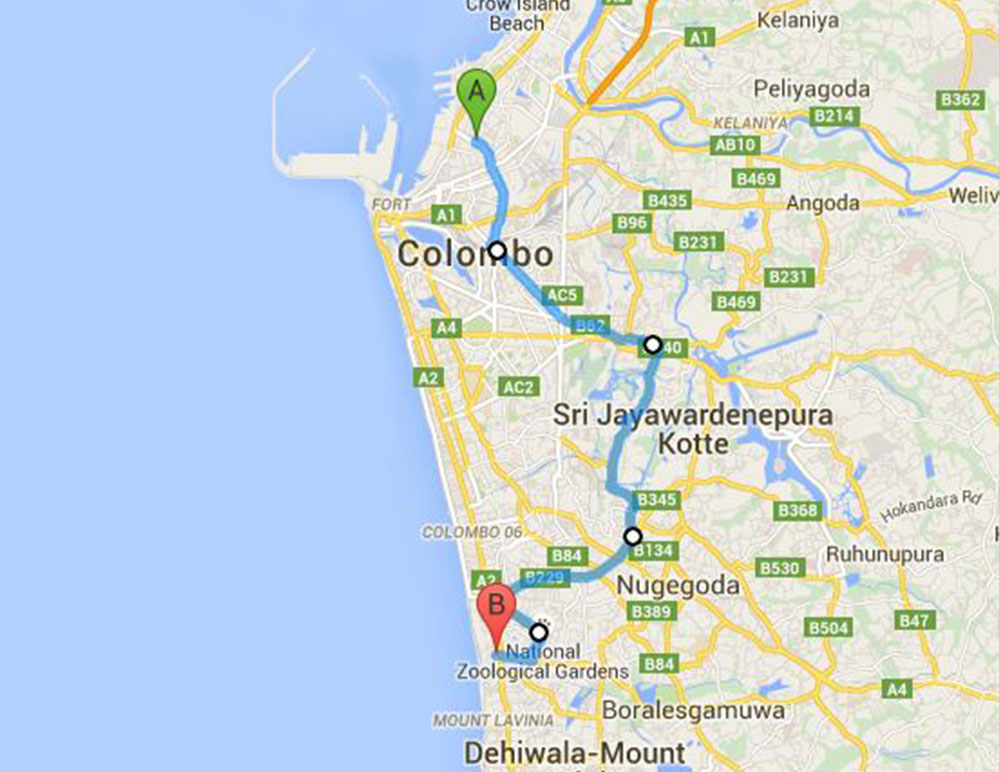 Crow Island
Beach
Kelaniya
A1
A
Peliyagoda
B362
B214
KELANIYA
AB10
B469
Weliv
B435
Angoda
FORT
A1
B96
B231
Colombo
B231
AC5
B469
B62
A4
40
A2
AC2
Sri Jayawardenepura
Kotte
B345
Hokandara Rd
B368
COLOMBO 06
B134
B84
Ruhunupura
B530
A2
B229
Nugegoda
B
B389
B47
B504
National
Zoological Gardens
B84
A4
Boralesgamuwa
MOUNT LAVINIA
Dehiwala-Mount